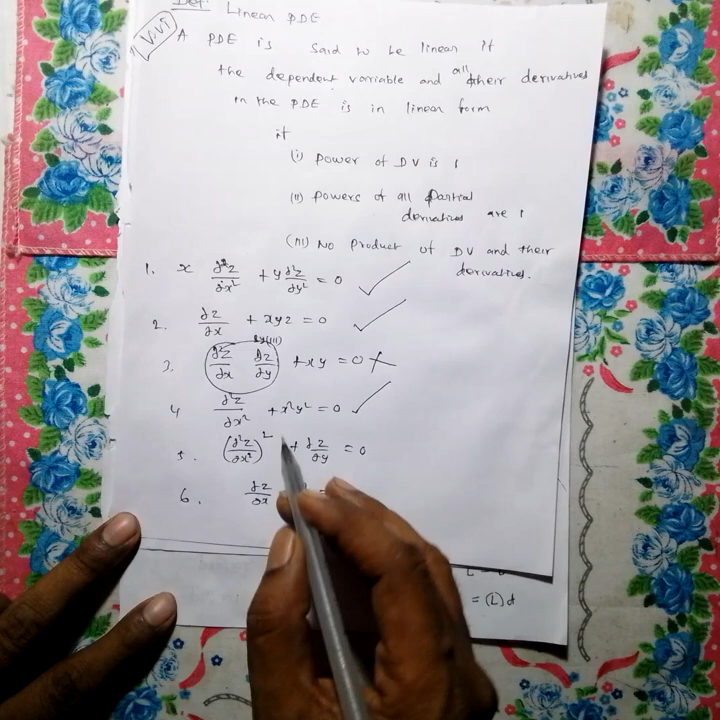 Def: Linear PDE
VVI
A PDE is said to be linear if
the dependent variable and all their derivatives
in the PDE is in linear form
if
(i) Power of DV is 1
(ii) Powers of all Partial
derivatives are 1
(iii) No product of DV and their
derivatives.
1. x ∂²z/∂x² + y ∂²z/∂y² = 0 ✓
2. ∂z/∂x + xyz = 0 ✓
by (iii)
3. ∂²z/∂x ∂z/∂y + xy = 0 ✗
4 ∂²z/∂x² + x²y² = 0 ✓
5. (∂²z/∂x²)² + ∂z/∂y = 0
6. ∂z/∂x
= (L)d